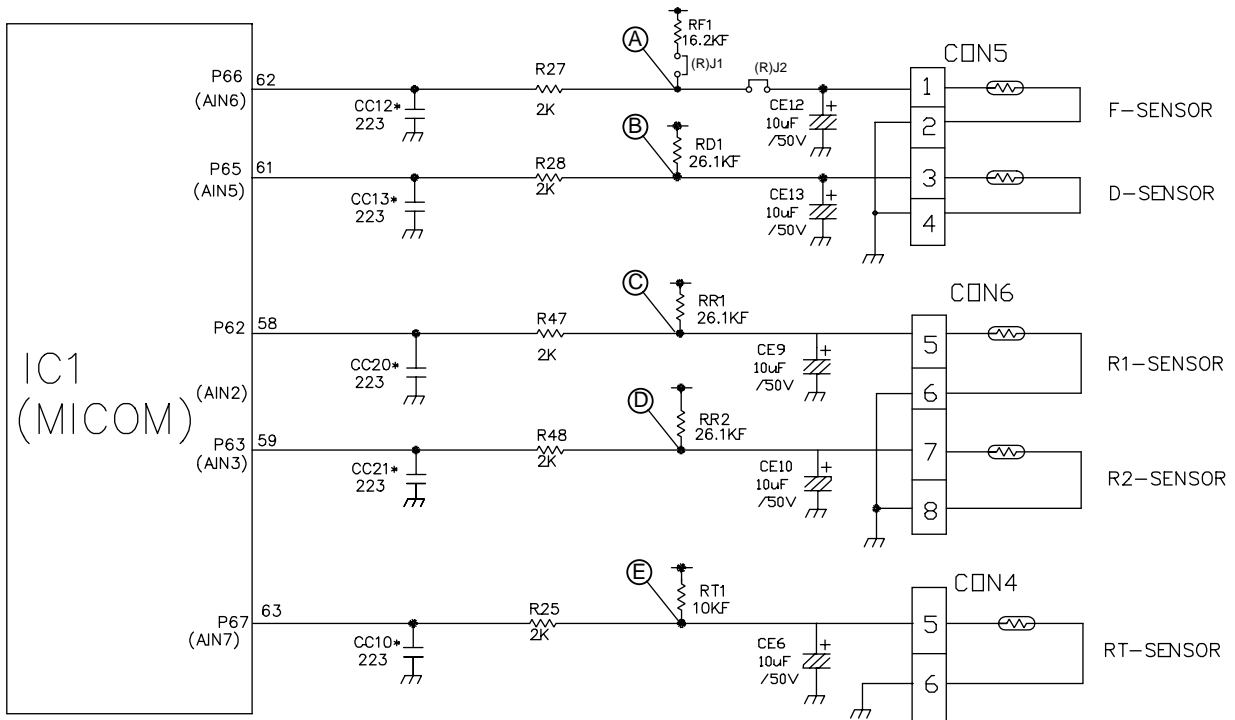 RF1
16.2KF
(R)J1
A
(R)J2
CON5
P66
62
(AIN6)
R27
2K
CC12*
223
CE12
10uF
/50V
+
1
2
F-SENSOR
B
RD1
26.1KF
P65
61
(AIN5)
R28
2K
CC13*
223
CE13
10uF
/50V
+
3
4
D-SENSOR
C
RR1
26.1KF
CON6
P62
58
(AIN2)
R47
2K
CC20*
223
CE9
10uF
/50V
+
5
6
R1-SENSOR
IC1
(MICOM)
D
RR2
26.1KF
P63
59
(AIN3)
R48
2K
CC21*
223
CE10
10uF
/50V
+
7
8
R2-SENSOR
E
RT1
10KF
CON4
P67
63
(AIN7)
R25
2K
CC10*
223
CE6
10uF
/50V
+
5
6
RT-SENSOR